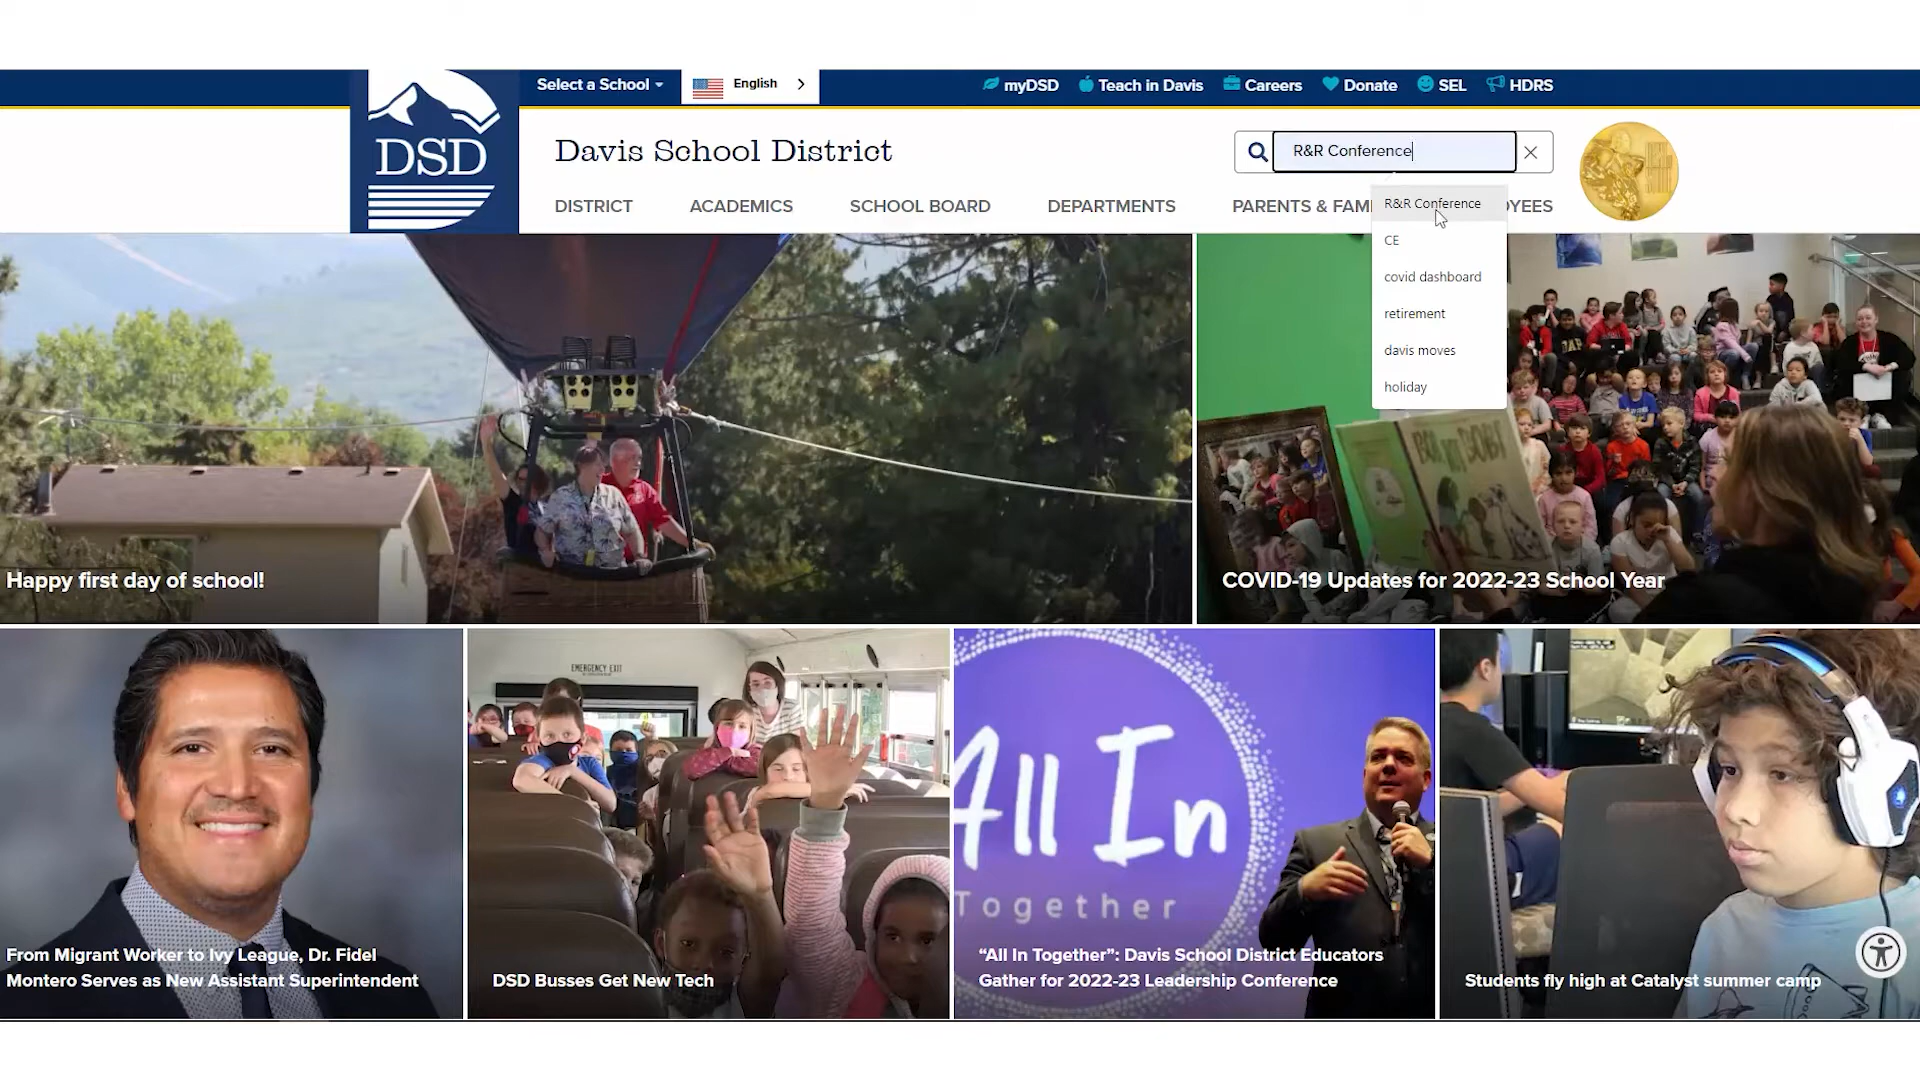 Select a School
English
myDSD
Teach in Davis
Careers
Donate
SEL
HDRS
DSD
Davis School District
R&R Conference
DISTRICT
ACADEMICS
SCHOOL BOARD
DEPARTMENTS
PARENTS & FAMI
YEES
R&R Conference
CE
covid dashboard
retirement
davis moves
holiday
Happy first day of school!
COVID-19 Updates for 2022-23 School Year
EMERGENCY EXIT
All In
Together
From Migrant Worker to Ivy League, Dr. Fidel
Montero Serves as New Assistant Superintendent
DSD Busses Get New Tech
“All In Together”: Davis School District Educators
Gather for 2022-23 Leadership Conference
Students fly high at Catalyst summer camp